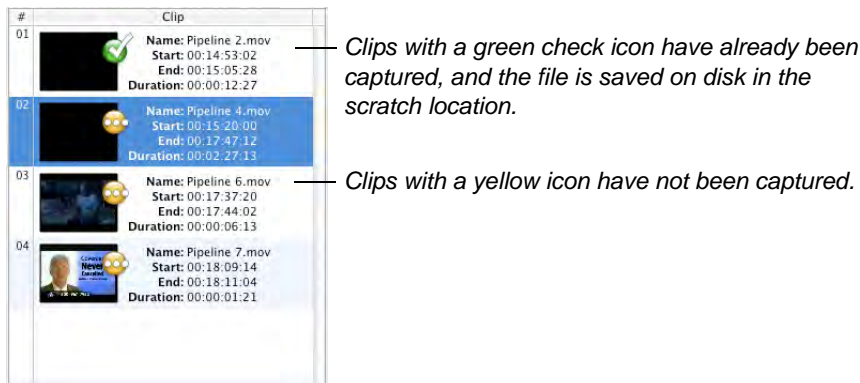 # Clip
01
Name: Pipeline 2.mov
Start: 00:14:53:02
End: 00:15:05:28
Duration: 00:00:12:27
Clips with a green check icon have already been
captured, and the file is saved on disk in the
scratch location.
02
Name: Pipeline 4.mov
Start: 00:15:20:00
End: 00:17:47:12
Duration: 00:02:27:13
03
Name: Pipeline 6.mov
Start: 00:17:37:20
End: 00:17:44:02
Duration: 00:00:06:13
Clips with a yellow icon have not been captured.
04
Name: Pipeline 7.mov
Start: 00:18:09:14
End: 00:18:11:04
Duration: 00:00:01:21
Never